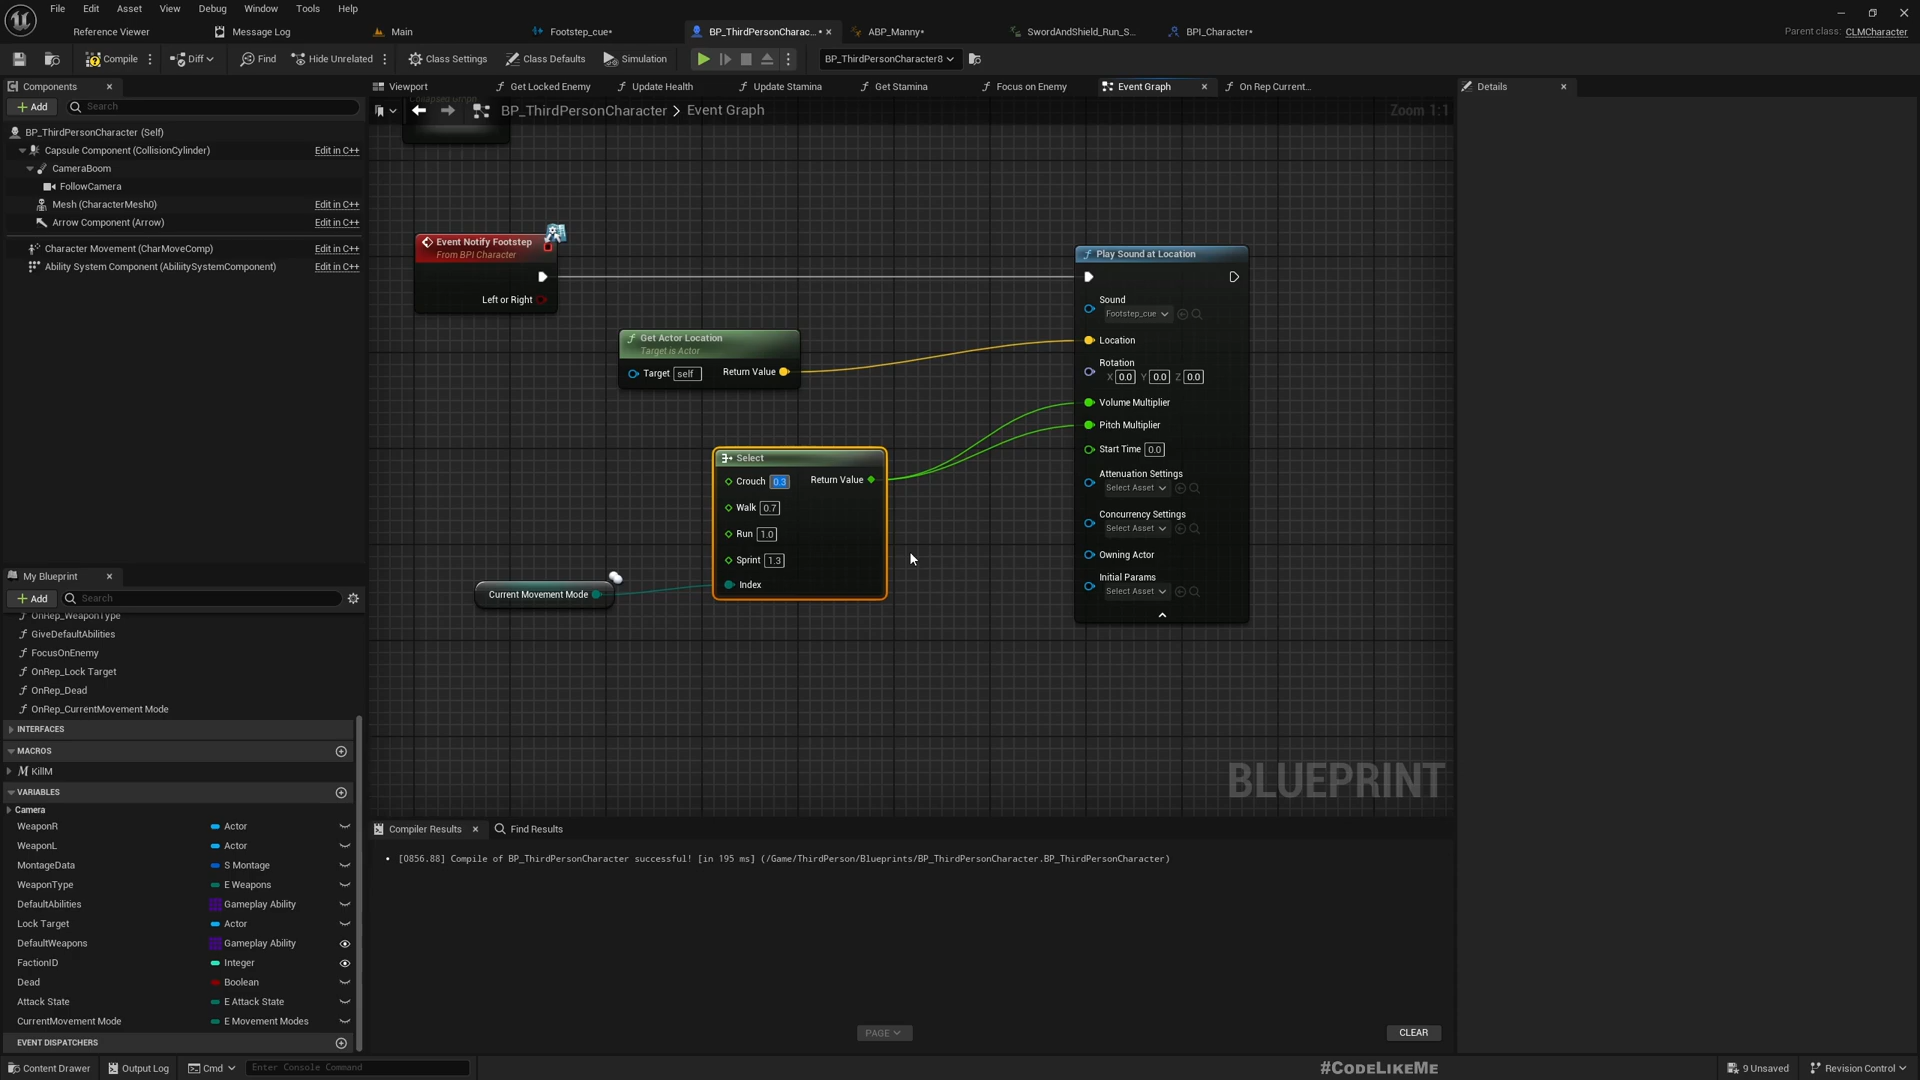 File Edit Asset View Debug Window Tools Help
Reference Viewer Message Log Main Footstep_cue* BP_ThirdPersonCharac...* ABP_Manny* SwordAndShield_Run_S... BPI_Character* Parent class: CLMCharacter
Compile Diff Find Hide Unrelated Class Settings Class Defaults Simulation BP_ThirdPersonCharacter8
Components
Add Search
BP_ThirdPersonCharacter (Self)
Capsule Component (CollisionCylinder) Edit in C++
CameraBoom
FollowCamera
Mesh (CharacterMesh0) Edit in C++
Arrow Component (Arrow) Edit in C++
Character Movement (CharMoveComp) Edit in C++
Ability System Component (AbilitySystemComponent) Edit in C++
My Blueprint
Add Search
OnRep_WeaponType
GiveDefaultAbilities
FocusOnEnemy
OnRep_Lock Target
OnRep_Dead
OnRep_CurrentMovement Mode
INTERFACES
MACROS
KillM
VARIABLES
Camera
WeaponR Actor
WeaponL Actor
MontageData S Montage
WeaponType E Weapons
DefaultAbilities Gameplay Ability
Lock Target Actor
DefaultWeapons Gameplay Ability
FactionID Integer
Dead Boolean
Attack State E Attack State
CurrentMovement Mode E Movement Modes
EVENT DISPATCHERS
Viewport Get Locked Enemy Update Health Update Stamina Get Stamina Focus on Enemy Event Graph On Rep Current...
BP_ThirdPersonCharacter > Event Graph Zoom 1:1
Event Notify Footstep
From BPI Character
Left or Right
Get Actor Location
Target is Actor
Target self Return Value
Select
Crouch 0.3 Return Value
Walk 0.7
Run 1.0
Sprint 1.3
Index
Current Movement Mode
Play Sound at Location
Sound
Footstep_cue
Location
Rotation
X 0.0 Y 0.0 Z 0.0
Volume Multiplier
Pitch Multiplier
Start Time 0.0
Attenuation Settings
Select Asset
Concurrency Settings
Select Asset
Owning Actor
Initial Params
Select Asset
BLUEPRINT
Details
Compiler Results Find Results
[0856.88] Compile of BP_ThirdPersonCharacter successful! [in 195 ms] (/Game/ThirdPerson/Blueprints/BP_ThirdPersonCharacter.BP_ThirdPersonCharacter)
PAGE CLEAR
Content Drawer Output Log Cmd Enter Console Command #CodeLikeMe 9 Unsaved Revision Control